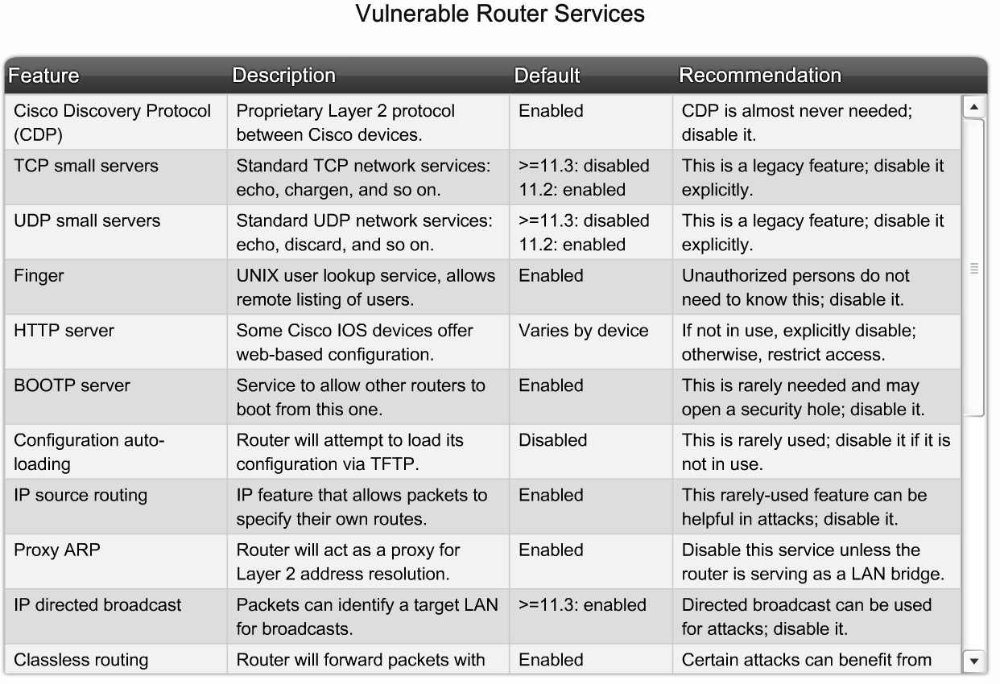 Vulnerable Router Services
Feature Description Default Recommendation
Cisco Discovery Protocol (CDP) Proprietary Layer 2 protocol between Cisco devices. Enabled CDP is almost never needed; disable it.
TCP small servers Standard TCP network services: echo, chargen, and so on. >=11.3: disabled 11.2: enabled This is a legacy feature; disable it explicitly.
UDP small servers Standard UDP network services: echo, discard, and so on. >=11.3: disabled 11.2: enabled This is a legacy feature; disable it explicitly.
Finger UNIX user lookup service, allows remote listing of users. Enabled Unauthorized persons do not need to know this; disable it.
HTTP server Some Cisco IOS devices offer web-based configuration. Varies by device If not in use, explicitly disable; otherwise, restrict access.
BOOTP server Service to allow other routers to boot from this one. Enabled This is rarely needed and may open a security hole; disable it.
Configuration auto-loading Router will attempt to load its configuration via TFTP. Disabled This is rarely used; disable it if it is not in use.
IP source routing IP feature that allows packets to specify their own routes. Enabled This rarely-used feature can be helpful in attacks; disable it.
Proxy ARP Router will act as a proxy for Layer 2 address resolution. Enabled Disable this service unless the router is serving as a LAN bridge.
IP directed broadcast Packets can identify a target LAN for broadcasts. >=11.3: enabled Directed broadcast can be used for attacks; disable it.
Classless routing Router will forward packets with Enabled Certain attacks can benefit from